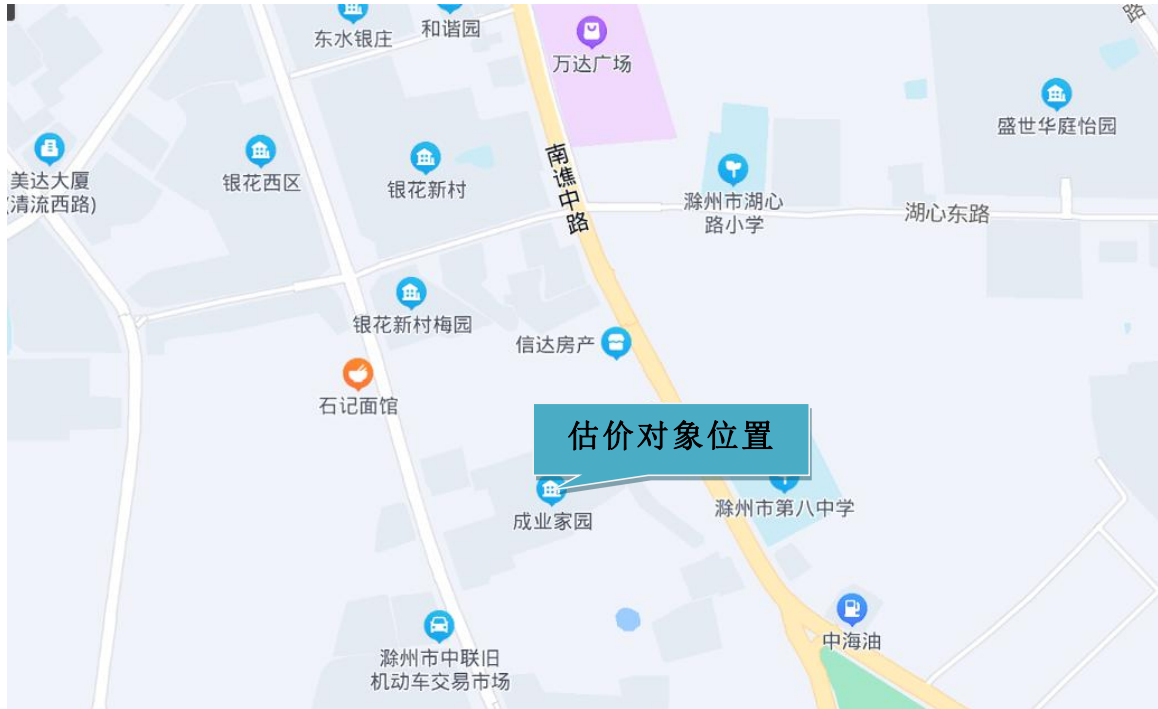 东水银庄
和谐园
万达广场
路
盛世华庭怡园
美达大厦
(清流西路)
银花西区
银花新村
南谯中路
滁州市湖心
路小学
湖心东路
银花新村梅园
信达房产
石记面馆
估价对象位置
成业家园
滁州市第八中学
中海油
滁州市中联旧
机动车交易市场